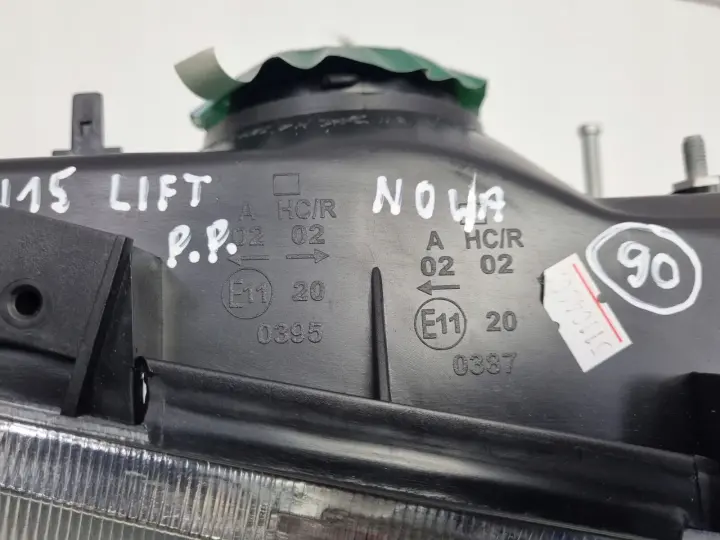 115 LIFT
P.P.
NOWA
90
A HC/R
02 02
E11 20
0395
A HC/R
02 02
E11 20
0387